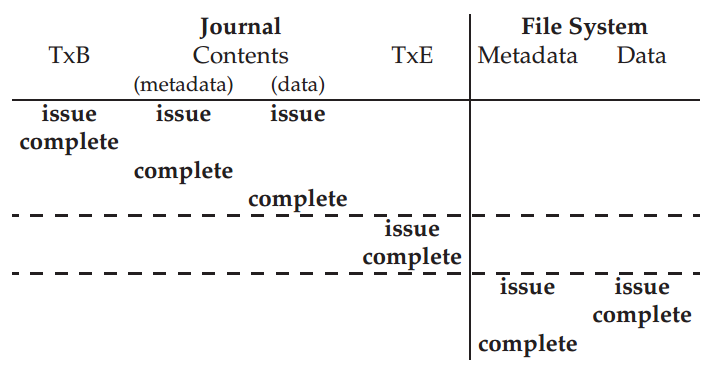 Journal File System
TxB Contents TxE Metadata Data
(metadata) (data)
issue issue issue
complete
complete
complete
issue
complete
issue issue
complete
complete